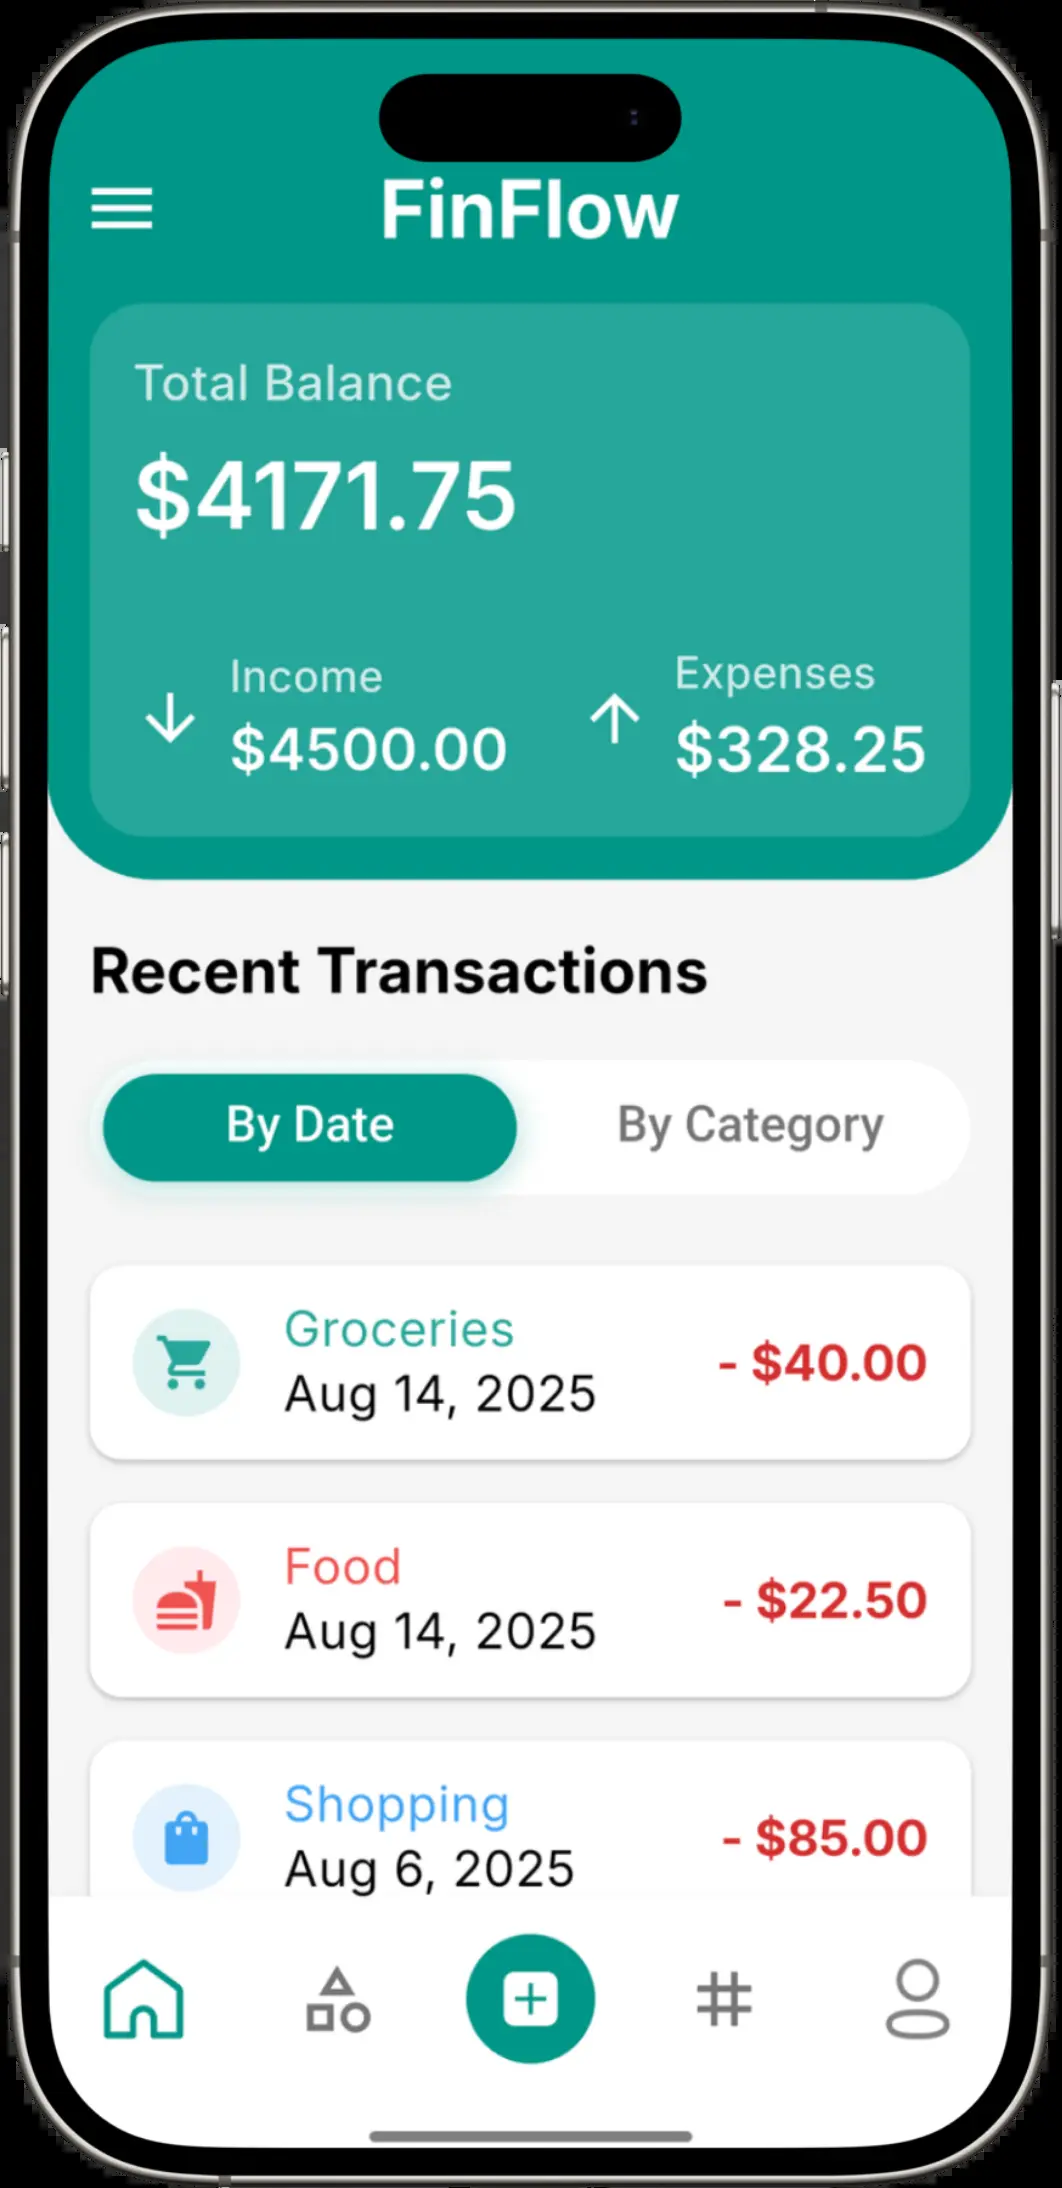 FinFlow
Total Balance
$4171.75
Income
$4500.00
Expenses
$328.25
Recent Transactions
By Date
By Category
Groceries
Aug 14, 2025
- $40.00
Food
Aug 14, 2025
- $22.50
Shopping
Aug 6, 2025
- $85.00